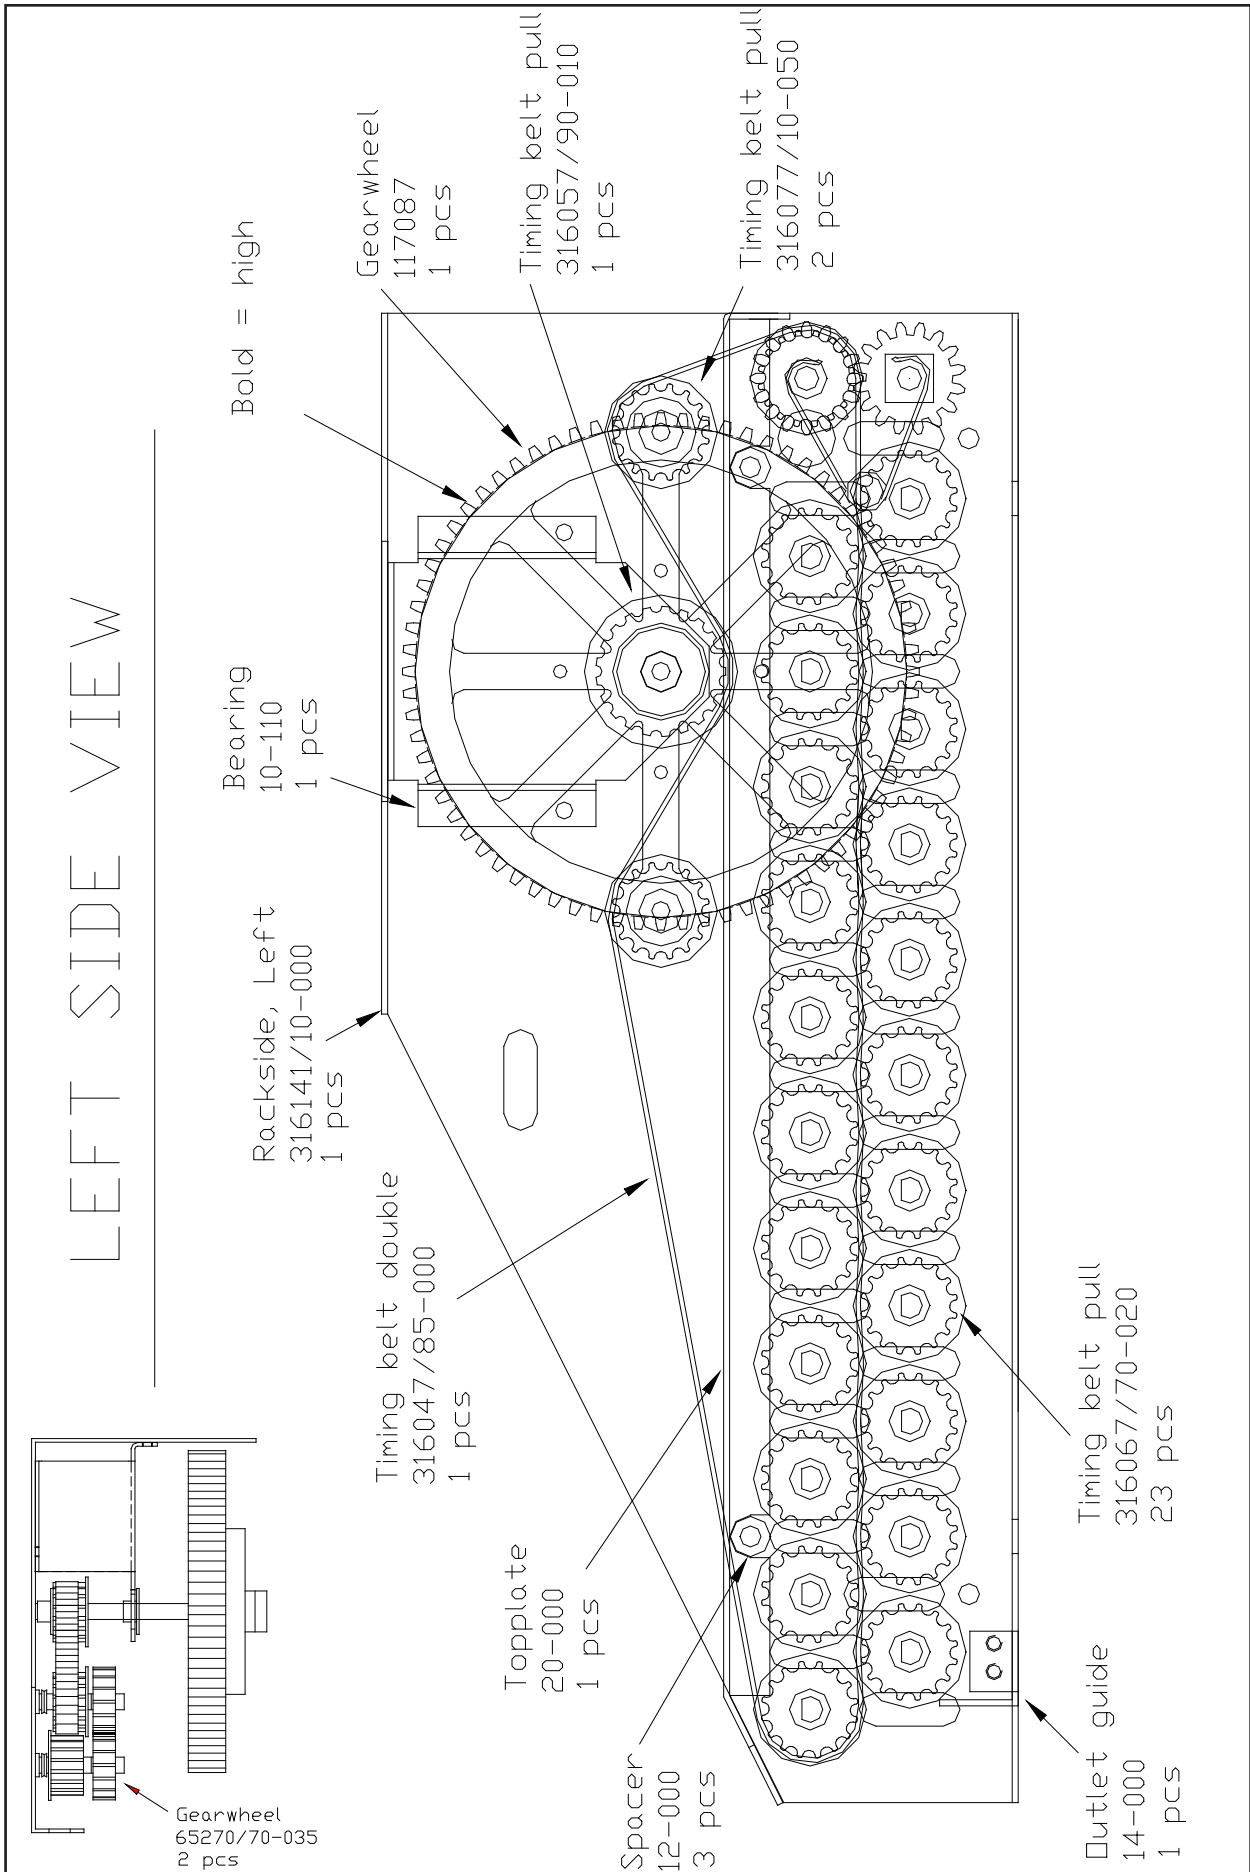 LEFT SIDE VIEW
Gearwheel
65270/70-035
2 pcs
Bold = high
Gearwheel
117087
1 pcs
Timing belt pull
316057/90-010
1 pcs
Timing belt pull
316077/10-050
2 pcs
Bearing
10-110
1 pcs
Rackside, Left
316141/10-000
1 pcs
Timing belt double
316047/85-000
1 pcs
Topplate
20-000
1 pcs
Spacer
12-000
3 pcs
Timing belt pull
316067/70-020
23 pcs
Outlet guide
14-000
1 pcs